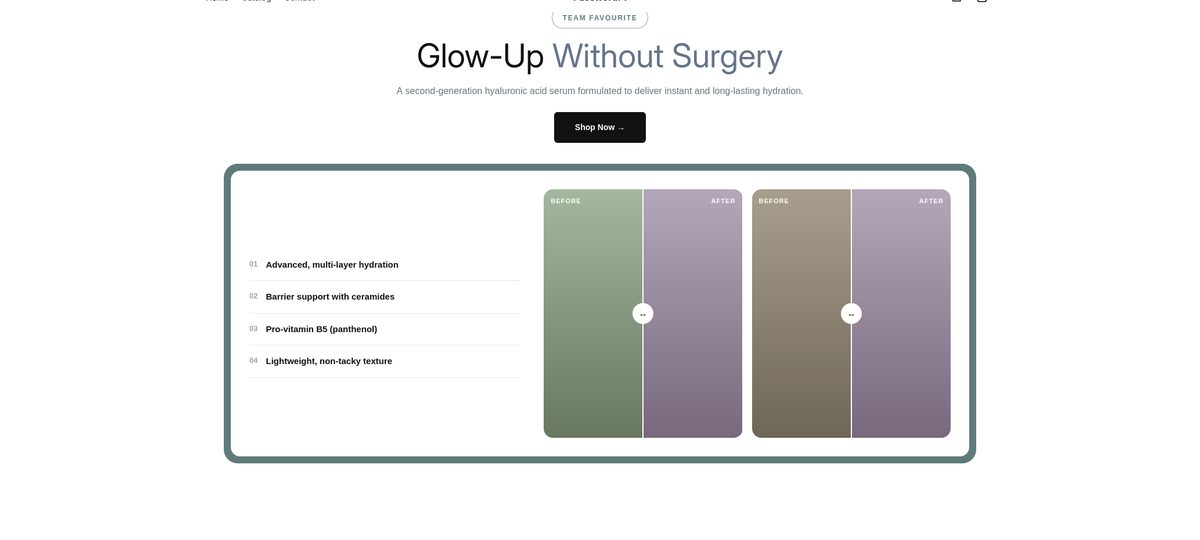 TEAM FAVOURITE
Glow-Up Without Surgery
A second-generation hyaluronic acid serum formulated to deliver instant and long-lasting hydration.
Shop Now →
BEFORE AFTER BEFORE AFTER
01 Advanced, multi-layer hydration
02 Barrier support with ceramides
03 Pro-vitamin B5 (panthenol)
04 Lightweight, non-tacky texture